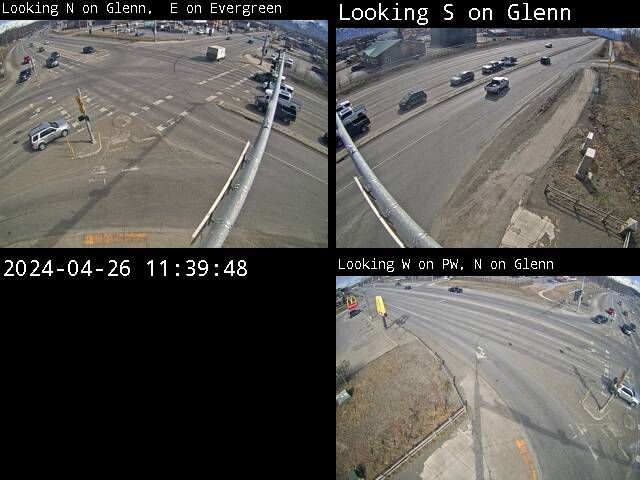 Looking N on Glenn,  E on Evergreen
Looking S on Glenn
2024-04-26 11:39:48
Looking W on PW, N on Glenn